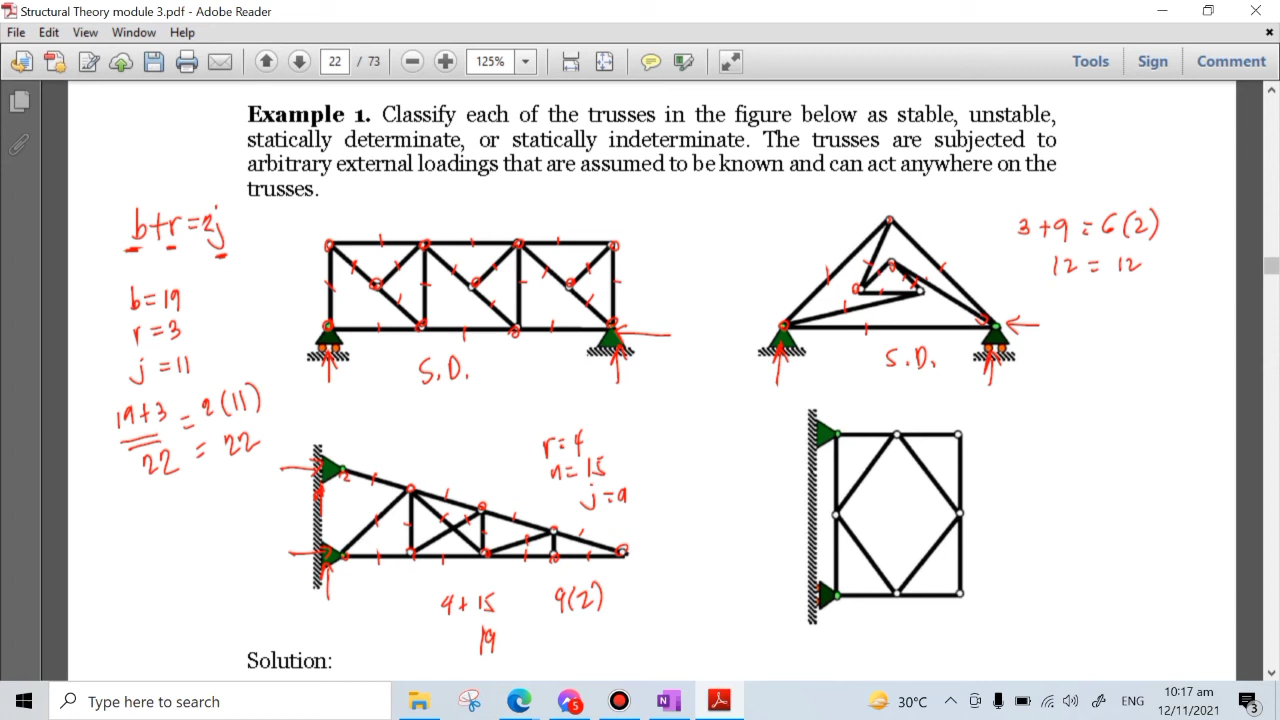 Structural Theory module 3.pdf - Adobe Reader
File Edit View Window Help
22 / 73
125%
Tools Sign Comment
Example 1. Classify each of the trusses in the figure below as stable, unstable,
statically determinate, or statically indeterminate. The trusses are subjected to
arbitrary external loadings that are assumed to be known and can act anywhere on the
trusses.
b+r=2j
b=19
r=3
j=11
19+3 = 2(11)
22 = 22
S.D.
3+9=6(2)
12=12
S.D.
r=4
n=15
j=9
4+15 9(2)
19
Solution:
Type here to search
5
30°C
ENG
10:17 am
12/11/2021
3